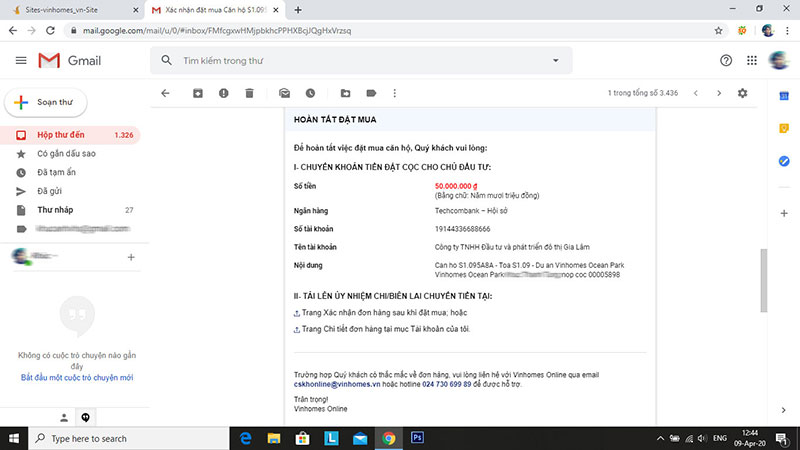 Sites-vinhomes_vn-Site
Xác nhận đặt mua Căn hộ S1.095
mail.google.com/mail/u/0/#inbox/FMfcgxwHMjpbkhcPPHXBcjJQgHxVrzsq
Gmail
Tìm kiếm trong thư
Soạn thư
1 trong tổng số 3.436
Hộp thư đến 1.326
Có gắn dấu sao
Đã tạm ẩn
Đã gửi
Thư nháp 27
Không có cuộc trò chuyện nào gần
đây
Bắt đầu một cuộc trò chuyện mới
HOÀN TẤT ĐẶT MUA
Để hoàn tất việc đặt mua căn hộ, Quý khách vui lòng:
I- CHUYỂN KHOẢN TIỀN ĐẶT CỌC CHO CHỦ ĐẦU TƯ:
Số tiền 50.000.000 ₫
(Bằng chữ: Năm mươi triệu đồng)
Ngân hàng Techcombank – Hội sở
Số tài khoản 19144336688666
Tên tài khoản Công ty TNHH Đầu tư và phát triển đô thị Gia Lâm
Nội dung Can ho S1.095A8A - Toa S1.09 - Du an Vinhomes Ocean Park
Vinhomes Ocean Park nop coc 00005898
II- TẢI LÊN ỦY NHIỆM CHI/BIÊN LAI CHUYỂN TIỀN TẠI:
Trang Xác nhận đơn hàng sau khi đặt mua; hoặc
Trang Chi tiết đơn hàng tại mục Tài khoản của tôi.
Trường hợp Quý khách có thắc mắc về đơn hàng, vui lòng liên hệ với Vinhomes Online qua email
cskhonline@vinhomes.vn hoặc hotline 024 730 699 89 để được hỗ trợ.
Trân trọng!
Vinhomes Online
Type here to search
ENG
12:44
09-Apr-20